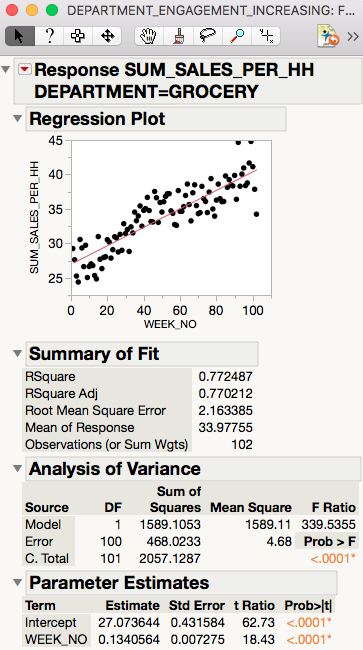 DEPARTMENT_ENGAGEMENT_INCREASING: F...
Response SUM_SALES_PER_HH
DEPARTMENT=GROCERY
Regression Plot
SUM_SALES_PER_HH
45
40
35
30
25
0 20 40 60 80 100
WEEK_NO
Summary of Fit
RSquare 0.772487
RSquare Adj 0.770212
Root Mean Square Error 2.163385
Mean of Response 33.97755
Observations (or Sum Wgts) 102
Analysis of Variance
Source DF Sum of Squares Mean Square F Ratio
Model 1 1589.1053 1589.11 339.5355
Error 100 468.0233 4.68 Prob > F
C. Total 101 2057.1287 <.0001*
Parameter Estimates
Term Estimate Std Error t Ratio Prob>|t|
Intercept 27.073644 0.431584 62.73 <.0001*
WEEK_NO 0.1340564 0.007275 18.43 <.0001*